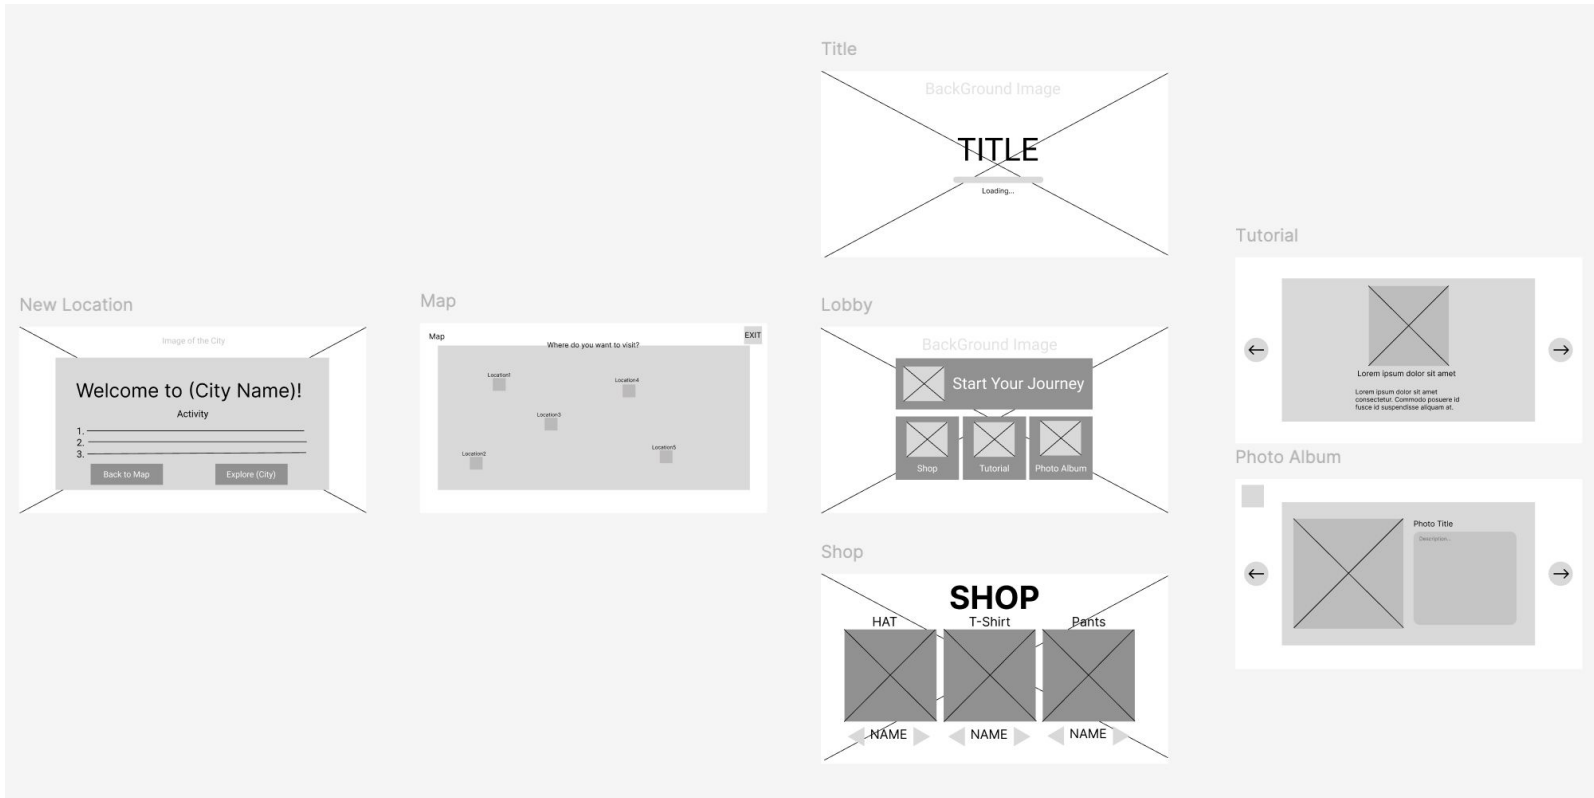 Title
BackGround Image
TITLE
Loading...
Tutorial
Lorem ipsum dolor sit amet
Lorem ipsum dolor sit amet
consectetur. Commodo posuere id
fusce id suspendisse aliquam at.
New Location
Image of the City
Welcome to (City Name)!
Activity
1.
2.
3.
Back to Map
Explore (City)
Map
Map
EXIT
Where do you want to visit?
Location1
Location4
Location3
Location2
Location5
Lobby
BackGround Image
Start Your Journey
Shop
Tutorial
Photo Album
Photo Album
Photo Title
Description...
Shop
SHOP
HAT
T-Shirt
Pants
NAME
NAME
NAME